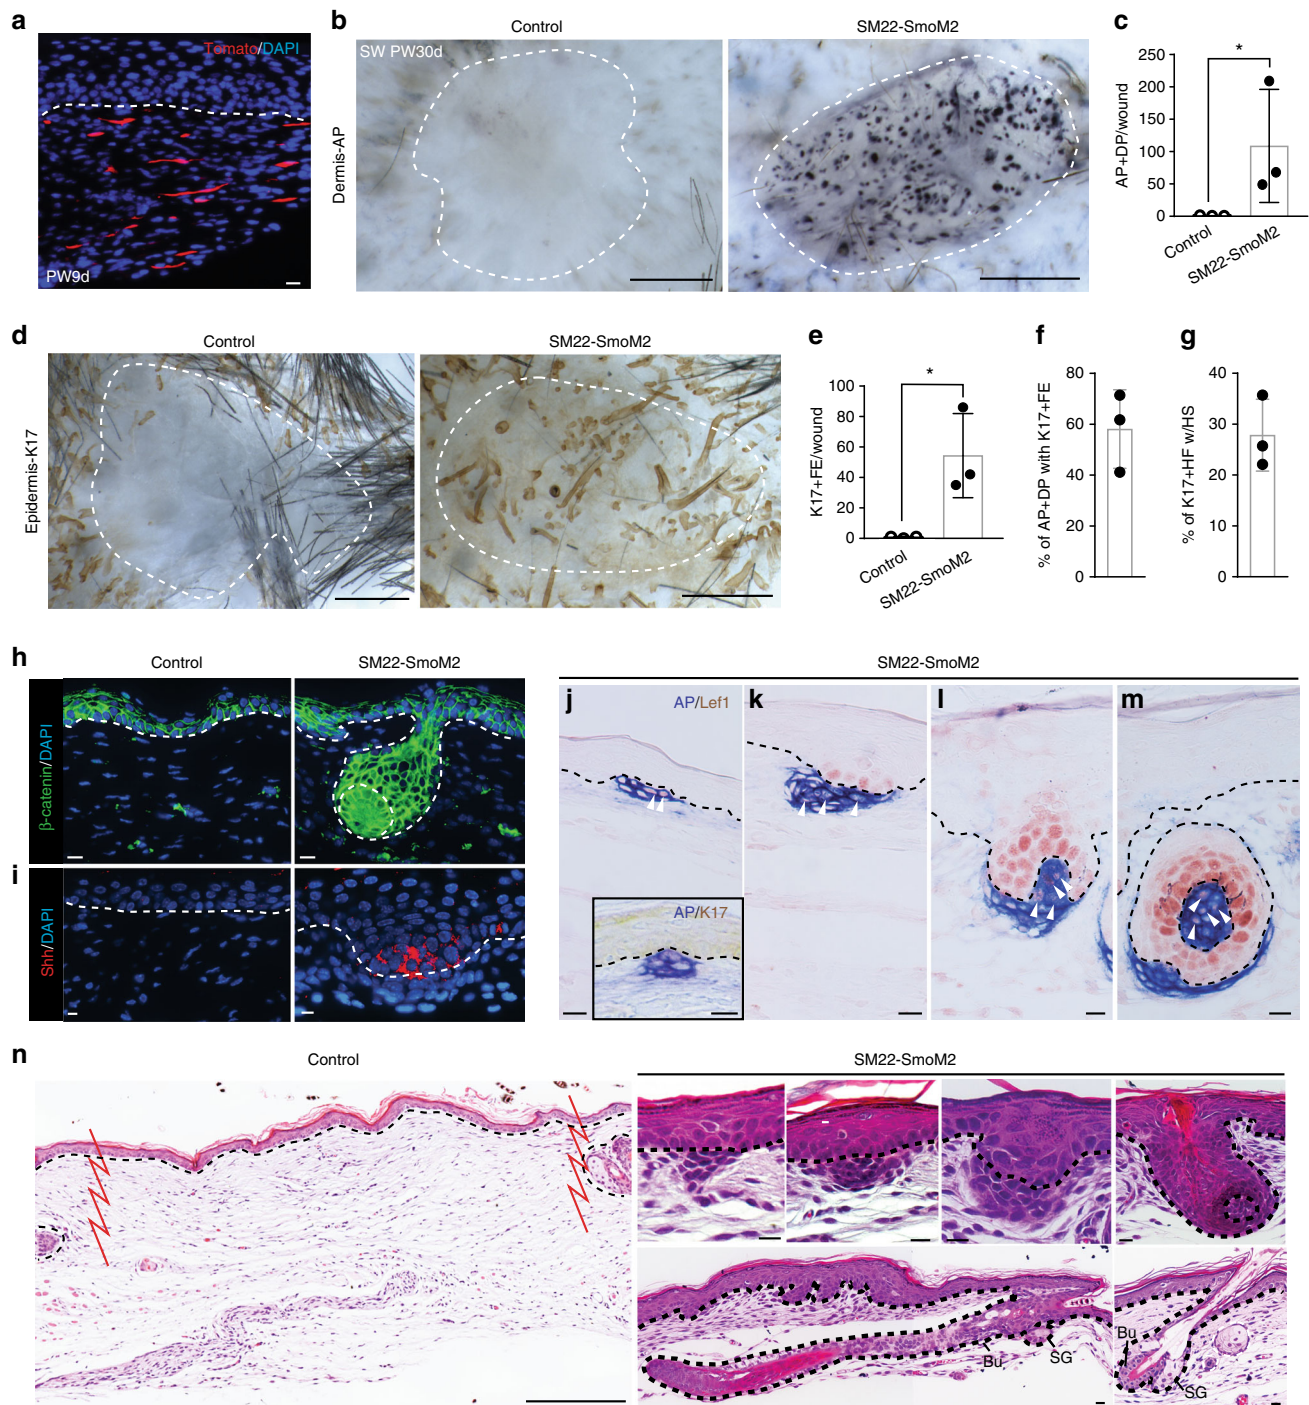 a
Tomato/DAPI
PW9d
b
Control
SM22-SmoM2
Dermis-AP
SW PW30d
c
*
AP+DP/wound
250
200
150
100
50
0
Control
SM22-SmoM2
d
Control
SM22-SmoM2
Epidermis-K17
e
*
K17+FE/wound
100
80
60
40
20
0
Control
SM22-SmoM2
f
% of AP+DP with K17+FE
80
60
40
20
0
g
% of K17+HF w/HS
40
30
20
10
0
h
Control
SM22-SmoM2
β-catenin/DAPI
i
Shh/DAPI
SM22-SmoM2
j
AP/Lef1
AP/K17
k
l
m
n
Control
SM22-SmoM2
Bu
SG
Bu
SG